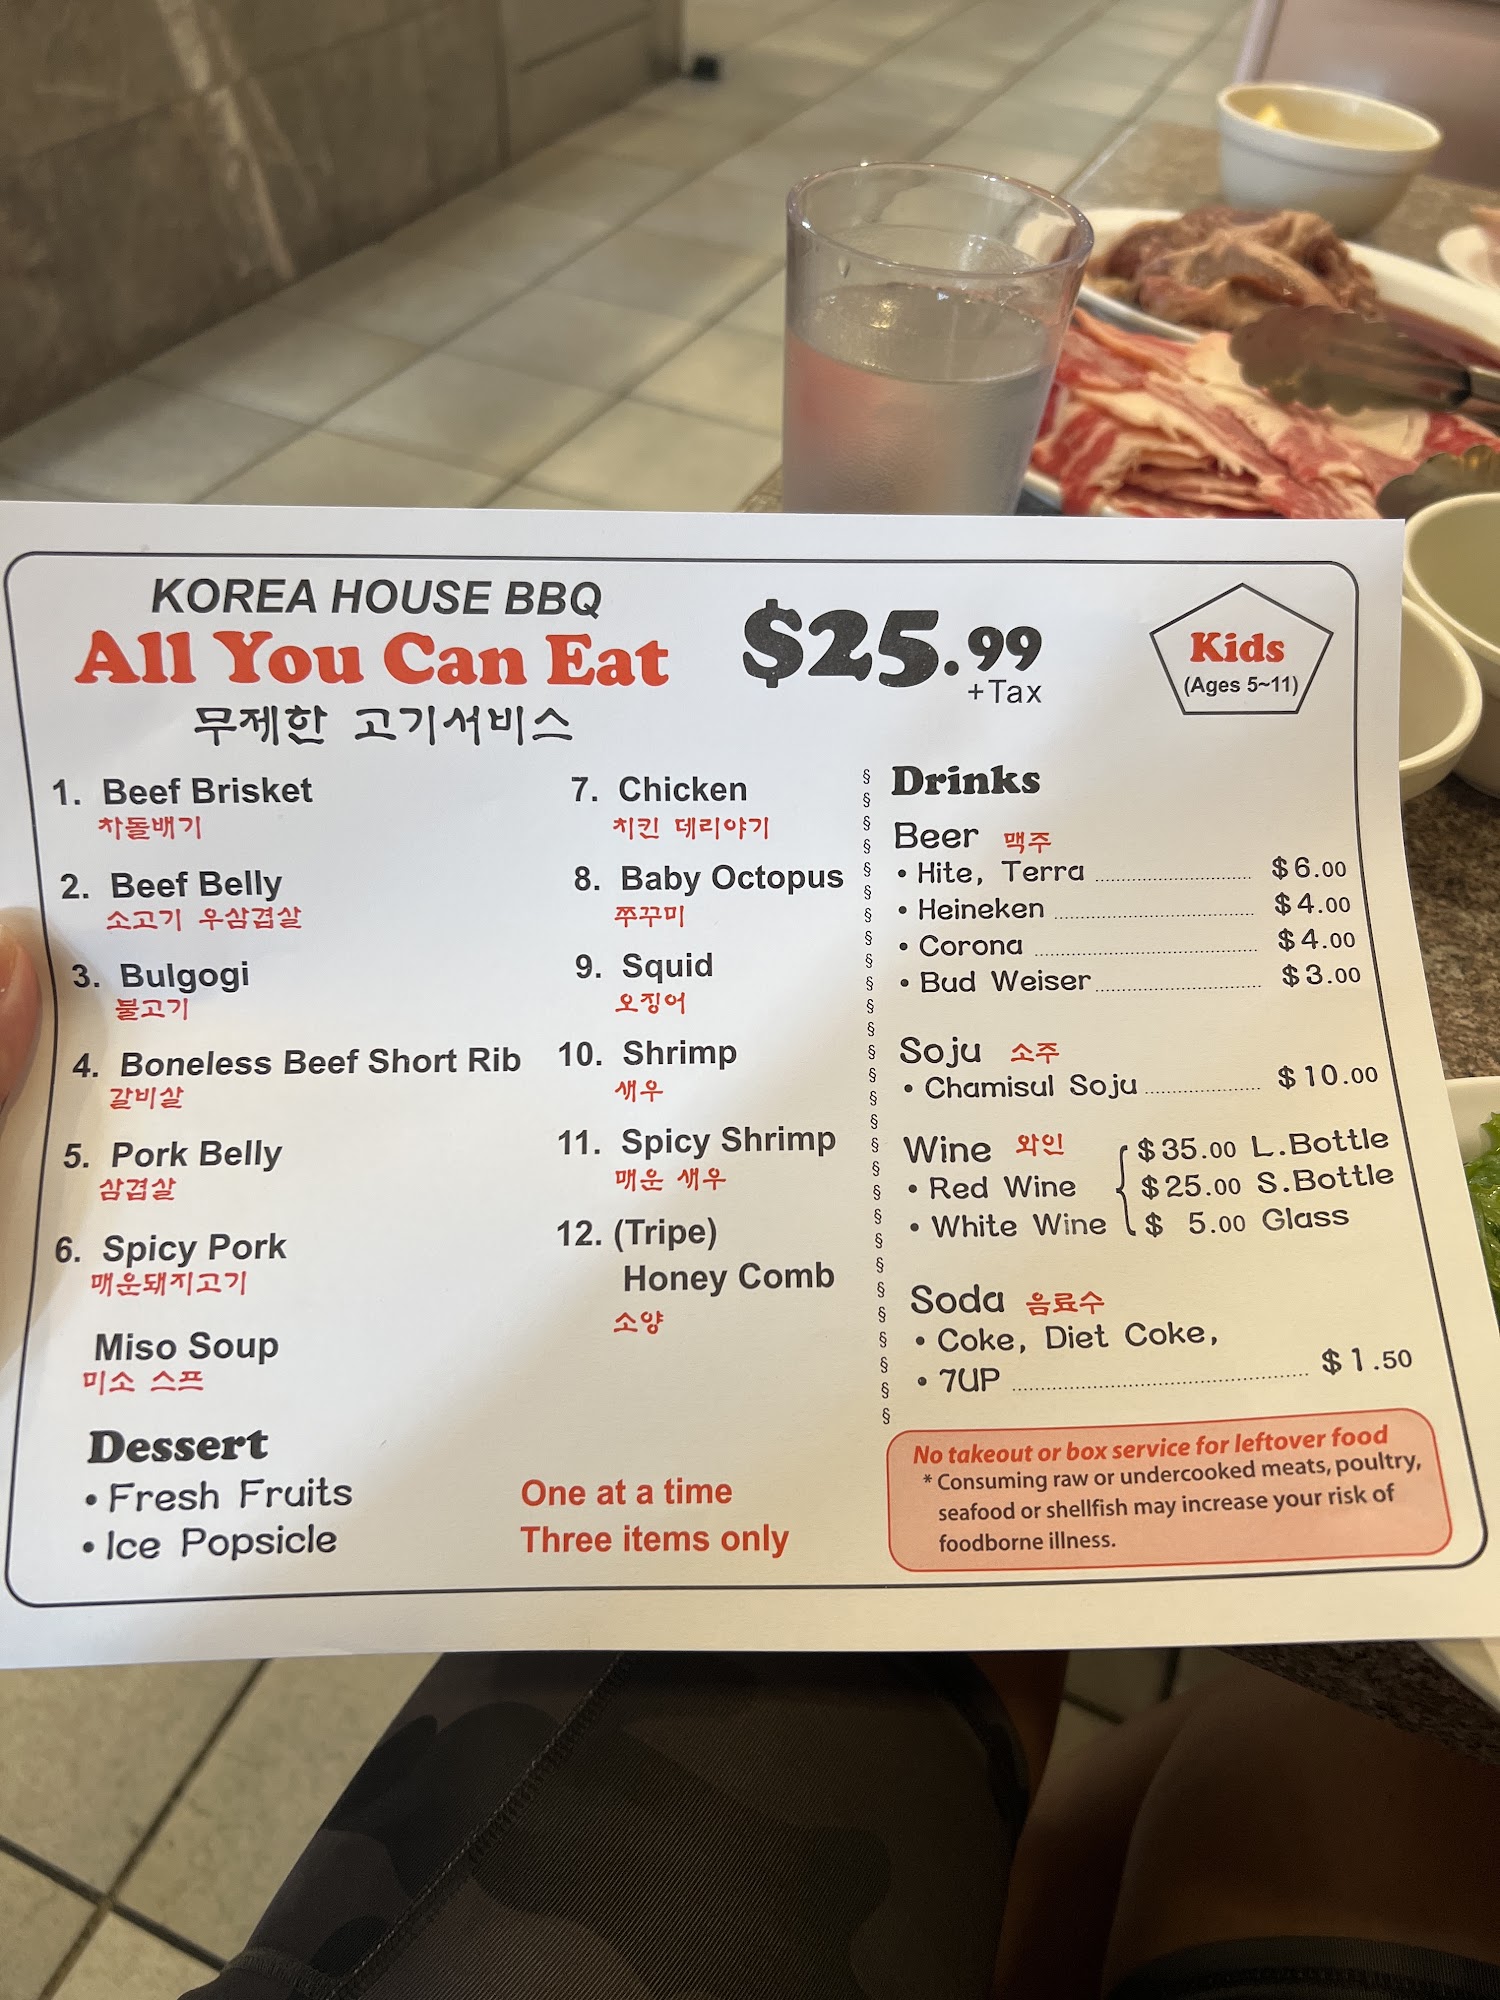 KOREA HOUSE BBQ
All You Can Eat
무제한 고기서비스
$25.99
+Tax
Kids
(Ages 5~11)
1. Beef Brisket
차돌배기
2. Beef Belly
소고기 우삼겹살
3. Bulgogi
불고기
4. Boneless Beef Short Rib
갈비살
5. Pork Belly
삼겹살
6. Spicy Pork
매운돼지고기
Miso Soup
미소 스프
Dessert
• Fresh Fruits
• Ice Popsicle
7. Chicken
치킨 데리야기
8. Baby Octopus
쭈꾸미
9. Squid
오징어
10. Shrimp
새우
11. Spicy Shrimp
매운 새우
12. (Tripe)
Honey Comb
소양
One at a time
Three items only
Drinks
Beer 맥주
• Hite, Terra $6.00
• Heineken $4.00
• Corona $4.00
• Bud Weiser $3.00
Soju 소주
• Chamisul Soju $10.00
Wine 와인 $35.00 L.Bottle
• Red Wine $25.00 S.Bottle
• White Wine $ 5.00 Glass
Soda 음료수
• Coke, Diet Coke,
• 7UP $1.50
No takeout or box service for leftover food
* Consuming raw or undercooked meats, poultry,
seafood or shellfish may increase your risk of
foodborne illness.